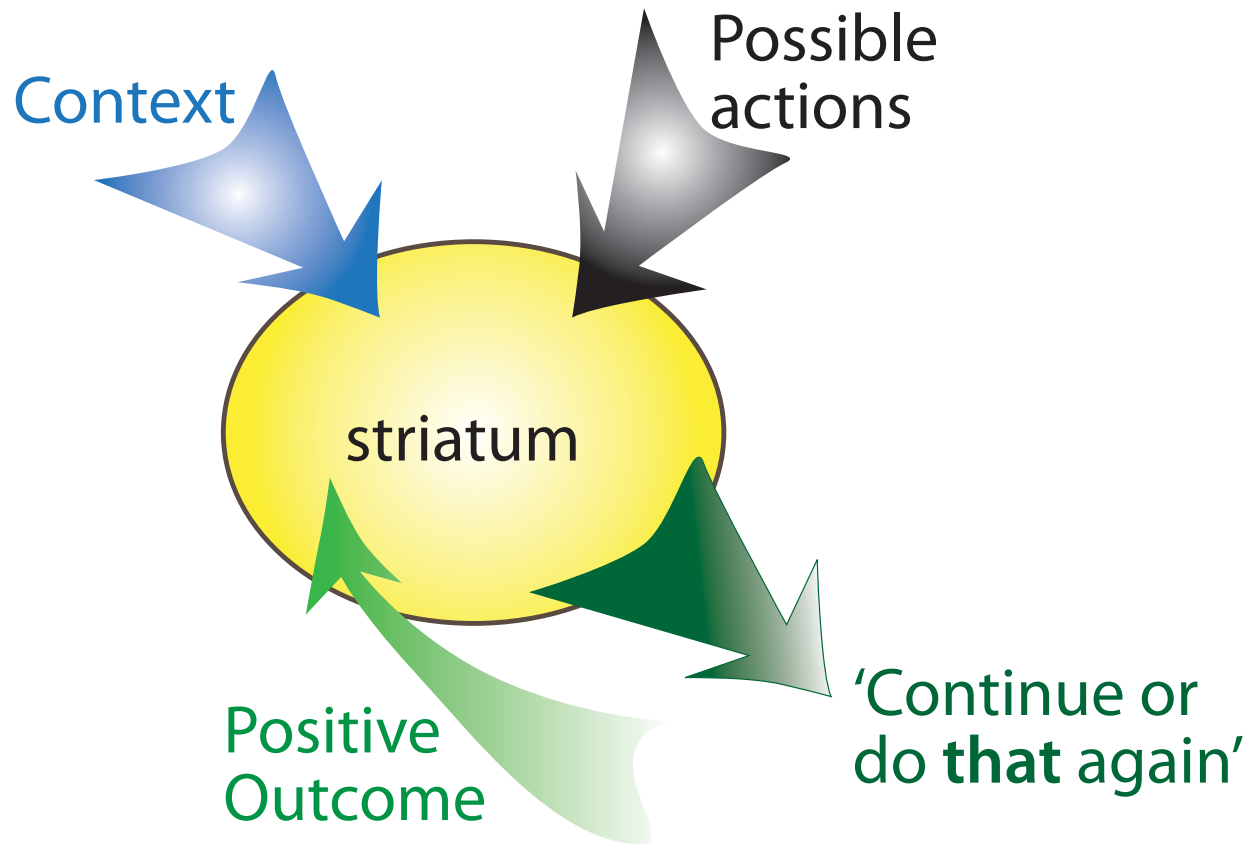 Possible
actions
Context
striatum
Positive
Outcome
‘Continue or
do that again’